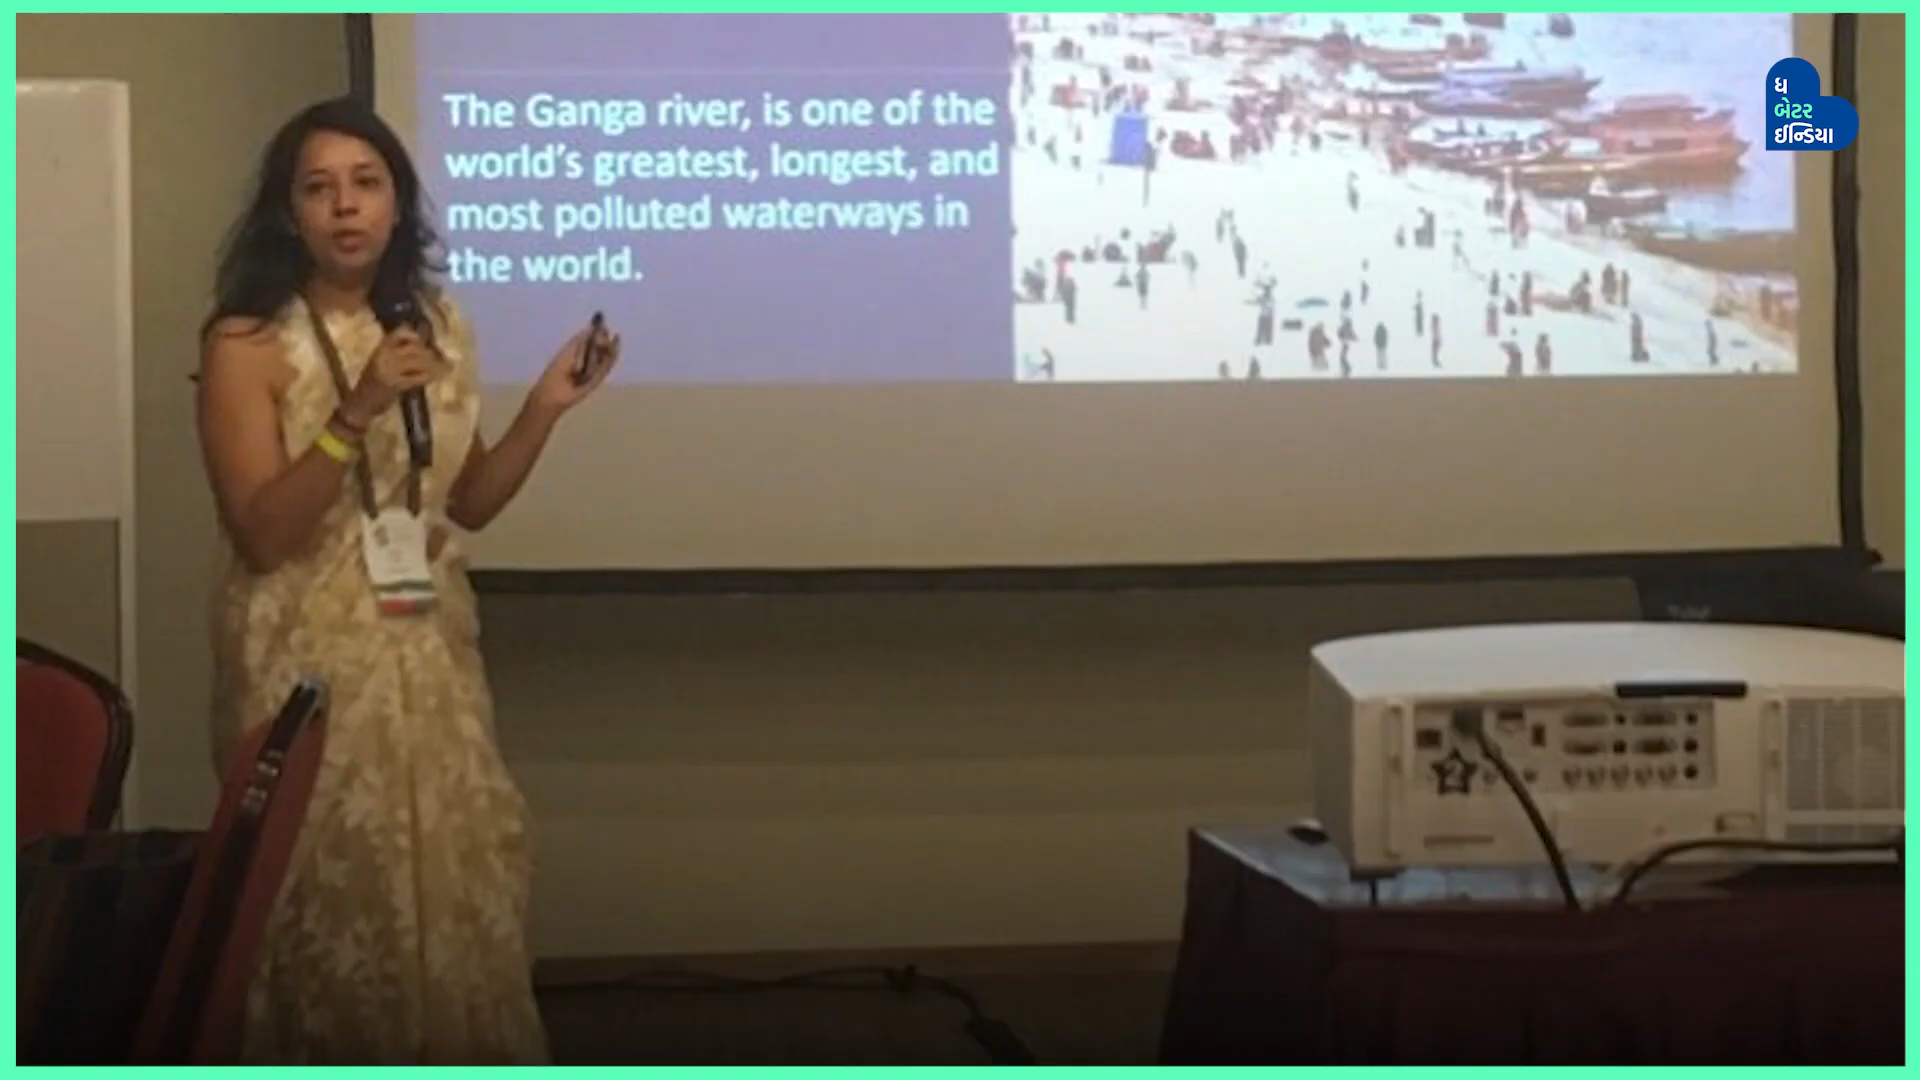 The Ganga river, is one of the
world's greatest, longest, and
most polluted waterways in
the world.
ધ
બેટર
ઈન્ડિયા
2